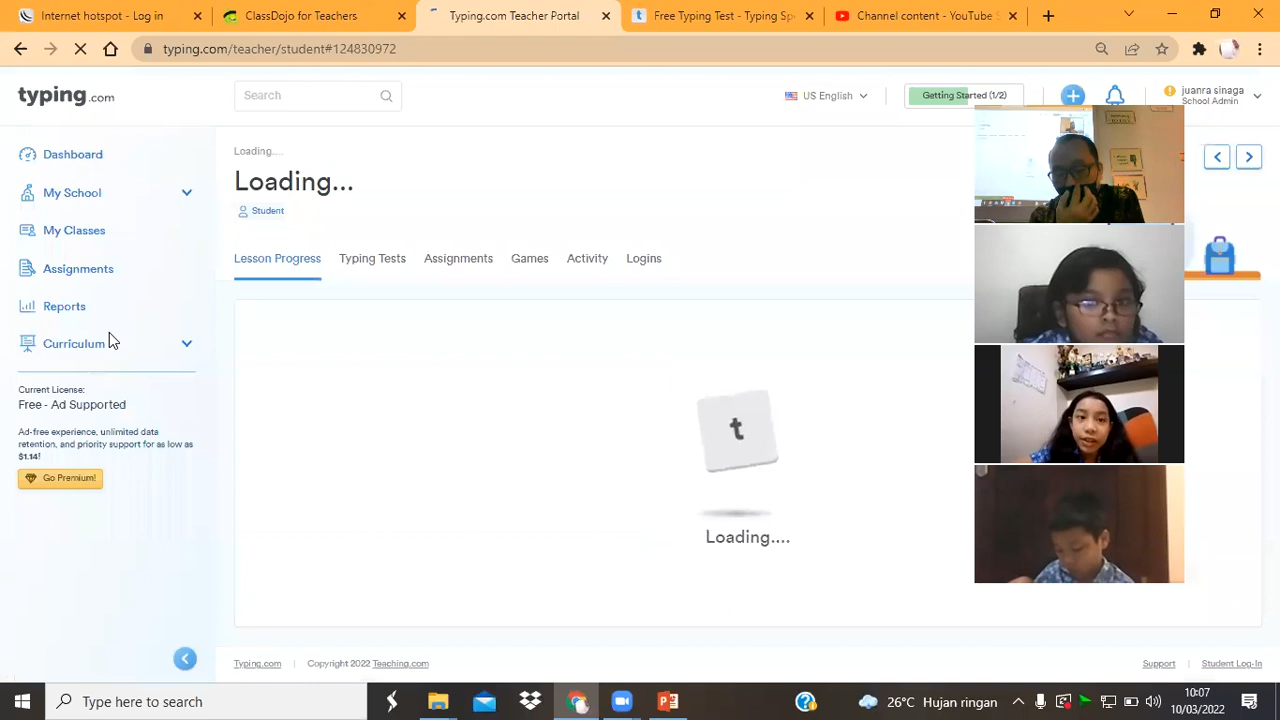 Internet hotspot - Log in
ClassDojo for Teachers
Typing.com Teacher Portal
Free Typing Test - Typing Sp
Channel content - YouTube S
typing.com/teacher/student#124830972
typing.com
Search
US English
Getting Started (1/2)
juanra sinaga
School Admin
Dashboard
My School
My Classes
Assignments
Reports
Curriculum
Current License:
Free - Ad Supported
Ad-free experience, unlimited data
retention, and priority support for as low as
$1.14!
Go Premium!
Loading....
Loading...
Student
Lesson Progress
Typing Tests
Assignments
Games
Activity
Logins
t
Loading....
Typing.com
Copyright 2022 Teaching.com
Support
Student Log-In
Type here to search
26°C Hujan ringan
10:07
10/03/2022